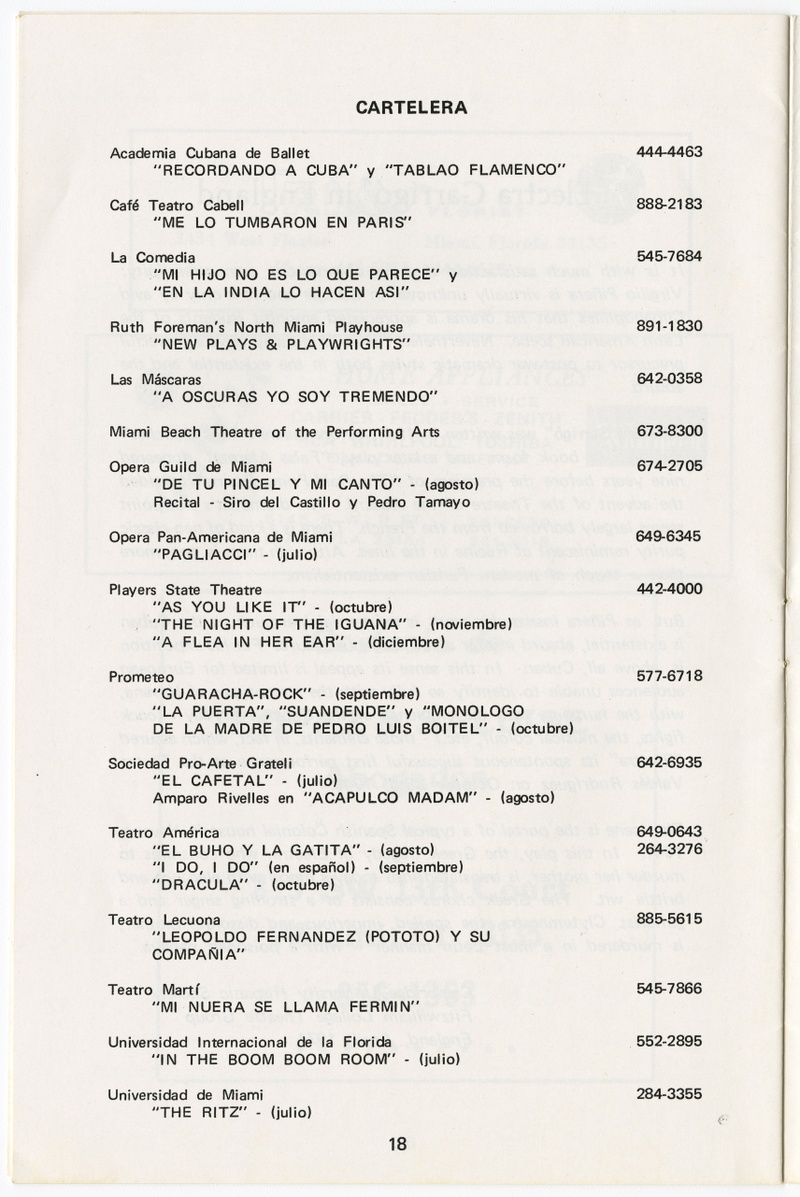 CARTELERA
Academia Cubana de Ballet 444-4463
"RECORDANDO A CUBA" y "TABLAO FLAMENCO"
Café Teatro Cabell 888-2183
"ME LO TUMBARON EN PARIS"
La Comedia 545-7684
"MI HIJO NO ES LO QUE PARECE" y
"EN LA INDIA LO HACEN ASI"
Ruth Foreman's North Miami Playhouse 891-1830
"NEW PLAYS & PLAYWRIGHTS"
Las Máscaras 642-0358
"A OSCURAS YO SOY TREMENDO"
Miami Beach Theatre of the Performing Arts 673-8300
Opera Guild de Miami 674-2705
"DE TU PINCEL Y MI CANTO" - (agosto)
Recital - Siro del Castillo y Pedro Tamayo
Opera Pan-Americana de Miami 649-6345
"PAGLIACCI" - (julio)
Players State Theatre 442-4000
"AS YOU LIKE IT" - (octubre)
"THE NIGHT OF THE IGUANA" - (noviembre)
"A FLEA IN HER EAR" - (diciembre)
Prometeo 577-6718
"GUARACHA-ROCK" - (septiembre)
"LA PUERTA", "SUANDENDE" y "MONOLOGO
DE LA MADRE DE PEDRO LUIS BOITEL" - (octubre)
Sociedad Pro-Arte Grateli 642-6935
"EL CAFETAL" - (julio)
Amparo Rivelles en "ACAPULCO MADAM" - (agosto)
Teatro América 649-0643
"EL BUHO Y LA GATITA" - (agosto) 264-3276
"I DO, I DO" (en español) - (septiembre)
"DRACULA" - (octubre)
Teatro Lecuona 885-5615
"LEOPOLDO FERNANDEZ (POTOTO) Y SU
COMPAÑIA"
Teatro Martí 545-7866
"MI NUERA SE LLAMA FERMIN"
Universidad Internacional de la Florida 552-2895
"IN THE BOOM BOOM ROOM" - (julio)
Universidad de Miami 284-3355
"THE RITZ" - (julio)
18